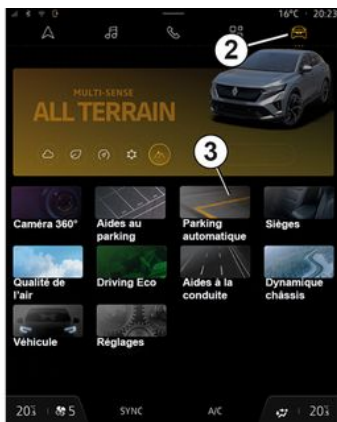 16°C 20:23
2
MULTI-SENSE
ALL TERRAIN
3
Caméra 360°
Aides au
parking
Parking
automatique
Sièges
Qualité de
l'air
Driving Eco
Aides à la
conduite
Dynamique
châssis
Véhicule
Réglages
20 5 SYNC A/C 20